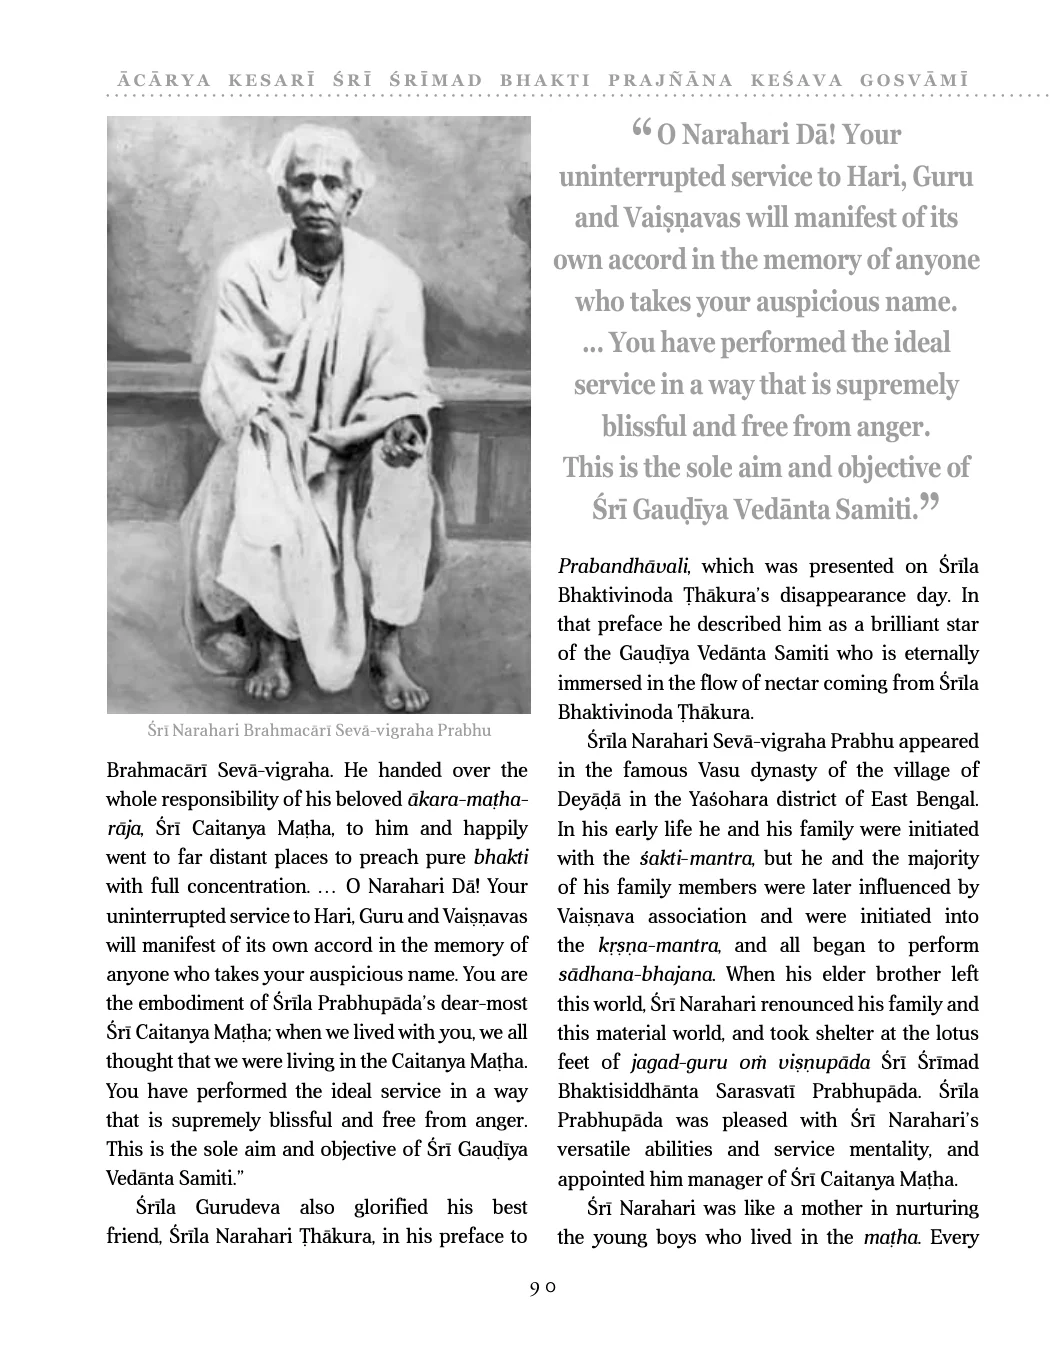 ĀCĀRYA KESARĪ ŚRĪ ŚRĪMAD BHAKTI PRAJÑĀNA KEŚAVA GOSVĀMĪ
Śrī Narahari Brahmacārī Sevā-vigraha Prabhu
Brahmacārī Sevā-vigraha. He handed over the
whole responsibility of his beloved ākara-maṭha-
rāja, Śrī Caitanya Maṭha, to him and happily
went to far distant places to preach pure bhakti
with full concentration. … O Narahari Dā! Your
uninterrupted service to Hari, Guru and Vaiṣṇavas
will manifest of its own accord in the memory of
anyone who takes your auspicious name. You are
the embodiment of Śrīla Prabhupāda’s dear-most
Śrī Caitanya Maṭha; when we lived with you, we all
thought that we were living in the Caitanya Maṭha.
You have performed the ideal service in a way
that is supremely blissful and free from anger.
This is the sole aim and objective of Śrī Gauḍīya
Vedānta Samiti.”
Śrīla Gurudeva also glorified his best
friend, Śrīla Narahari Ṭhākura, in his preface to
“O Narahari Dā! Your
uninterrupted service to Hari, Guru
and Vaiṣṇavas will manifest of its
own accord in the memory of anyone
who takes your auspicious name.
... You have performed the ideal
service in a way that is supremely
blissful and free from anger.
This is the sole aim and objective of
Śrī Gauḍīya Vedānta Samiti.”
Prabandhāvali, which was presented on Śrīla
Bhaktivinoda Ṭhākura’s disappearance day. In
that preface he described him as a brilliant star
of the Gauḍīya Vedānta Samiti who is eternally
immersed in the flow of nectar coming from Śrīla
Bhaktivinoda Ṭhākura.
Śrīla Narahari Sevā-vigraha Prabhu appeared
in the famous Vasu dynasty of the village of
Deyāḍā in the Yaśohara district of East Bengal.
In his early life he and his family were initiated
with the śakti-mantra, but he and the majority
of his family members were later influenced by
Vaiṣṇava association and were initiated into
the kṛṣṇa-mantra, and all began to perform
sādhana-bhajana. When his elder brother left
this world, Śrī Narahari renounced his family and
this material world, and took shelter at the lotus
feet of jagad-guru oṁ viṣṇupāda Śrī Śrīmad
Bhaktisiddhānta Sarasvatī Prabhupāda. Śrīla
Prabhupāda was pleased with Śrī Narahari’s
versatile abilities and service mentality, and
appointed him manager of Śrī Caitanya Maṭha.
Śrī Narahari was like a mother in nurturing
the young boys who lived in the maṭha. Every
90